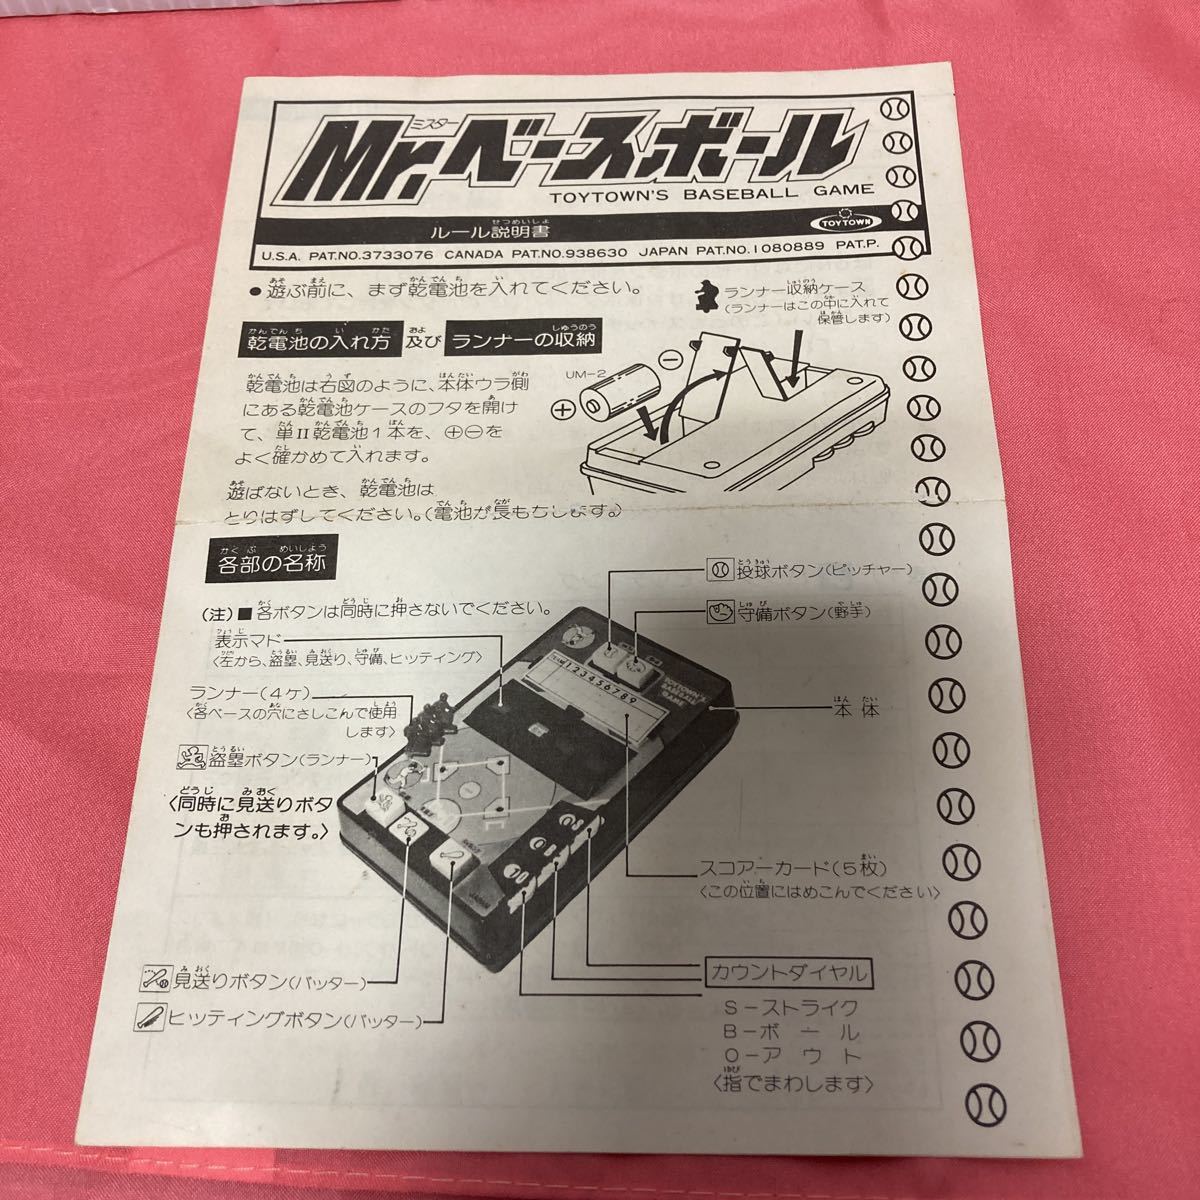 ミスター
Mr.ベースボール
TOYTOWN'S BASEBALL GAME
せつめいしょ
ルール説明書
TOYTOWN
U.S.A. PAT.NO.3733076 CANADA PAT.NO.938630 JAPAN PAT.NO.1080889 PAT.P.
●遊ぶ前に、まず乾電池を入れてください。
ランナー収納ケース
(ランナーはこの中に入れて
保管します)
乾電池の入れ方 及び ランナーの収納
乾電池は右図のように、本体ウラ側
にある乾電池ケースのフタを開け
て、単II乾電池1本を、⊕⊖を
よく確かめて入れます。
UM-2
⊕
⊖
遊ばないとき、乾電池は
とりはずしてください。(電池が長もちします。)
各部の名称
(注)■各ボタンは同時に押さないでください。
投球ボタン(ピッチャー)
守備ボタン(野手)
表示マド
〈左から、盗塁、見送り、守備、ヒッティング〉
ランナー(4ケ)
〈各ベースの穴にさしこんで使用
します〉
本体
盗塁ボタン(ランナー)
〈同時に見送りボタ
ンも押されます。〉
1 2 3 4 5 6 7 8 9
TOYTOWN'S
BASEBALL
GAME
スコアーカード(5枚)
〈この位置にはめこんでください〉
見送りボタン(バッター)
ヒッティングボタン(バッター)
カウントダイヤル
S-ストライク
B-ボール
O-アウト
〈指でまわします〉